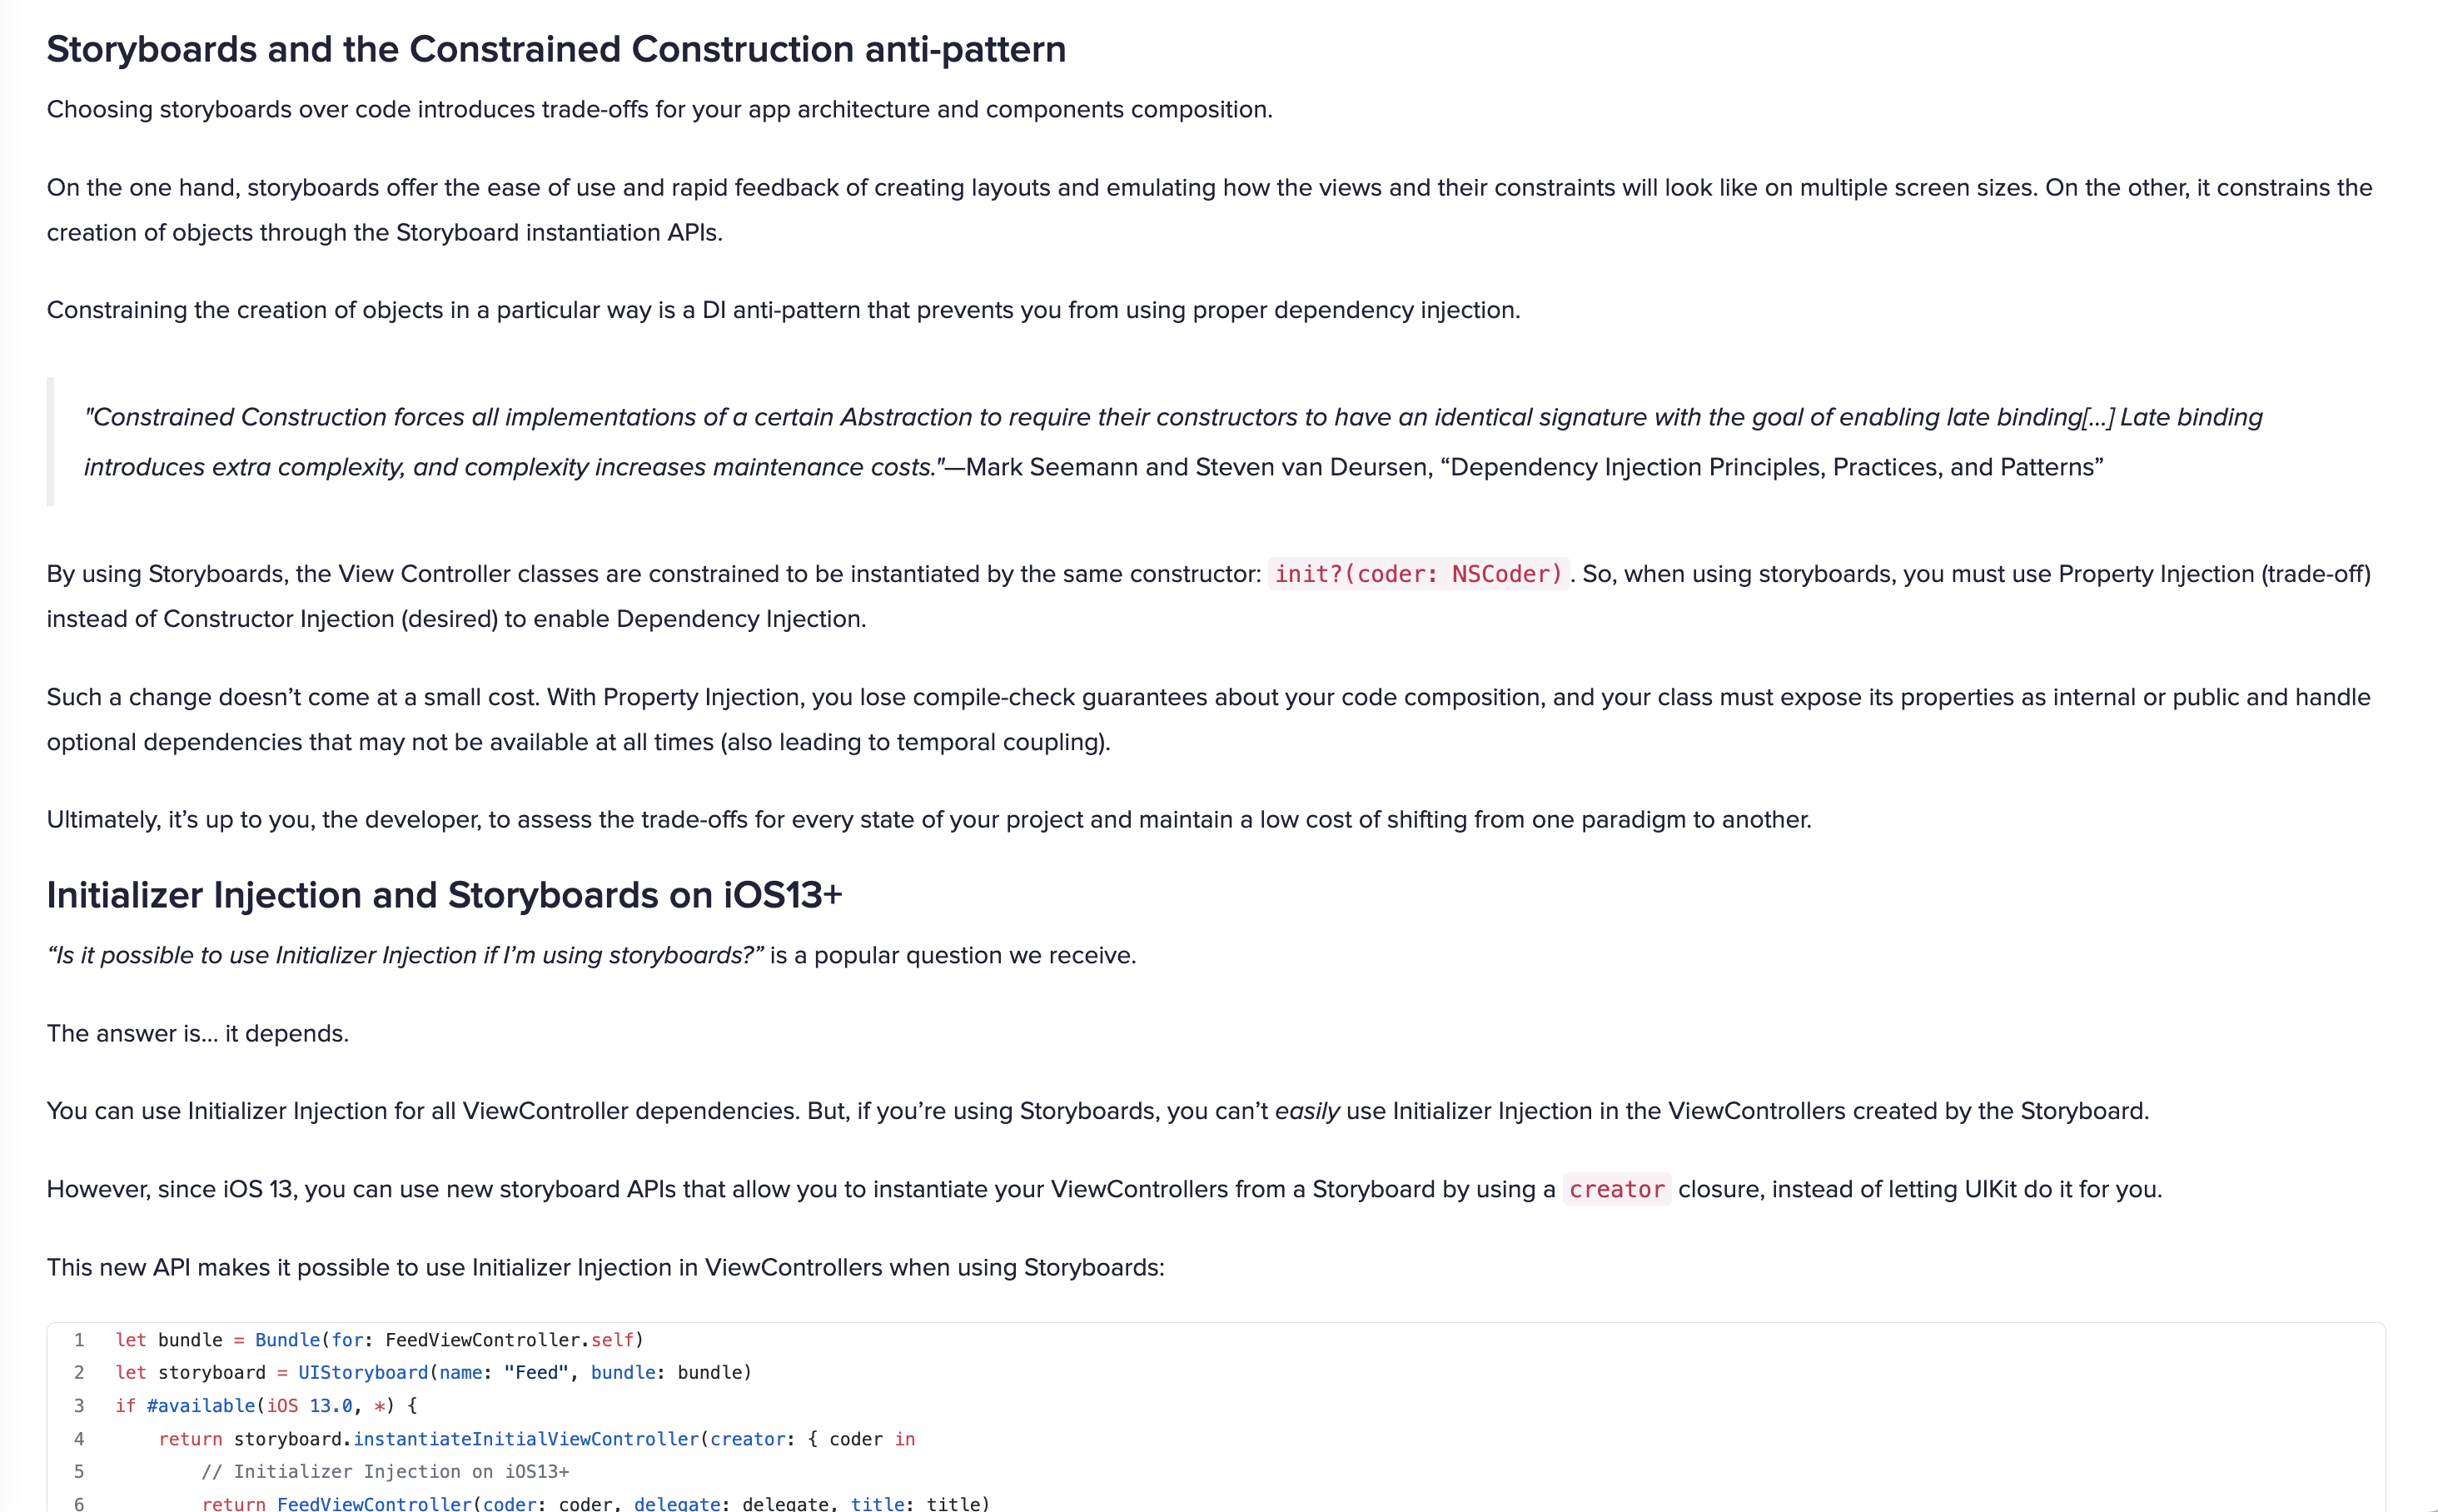 Storyboards and the Constrained Construction anti-pattern
Choosing storyboards over code introduces trade-offs for your app architecture and components composition.
On the one hand, storyboards offer the ease of use and rapid feedback of creating layouts and emulating how the views and their constraints will look like on multiple screen sizes. On the other, it constrains the
creation of objects through the Storyboard instantiation APIs.
Constraining the creation of objects in a particular way is a DI anti-pattern that prevents you from using proper dependency injection.
"Constrained Construction forces all implementations of a certain Abstraction to require their constructors to have an identical signature with the goal of enabling late binding[...] Late binding
introduces extra complexity, and complexity increases maintenance costs."—Mark Seemann and Steven van Deursen, “Dependency Injection Principles, Practices, and Patterns”
By using Storyboards, the View Controller classes are constrained to be instantiated by the same constructor: init?(coder: NSCoder) . So, when using storyboards, you must use Property Injection (trade-off)
instead of Constructor Injection (desired) to enable Dependency Injection.
Such a change doesn’t come at a small cost. With Property Injection, you lose compile-check guarantees about your code composition, and your class must expose its properties as internal or public and handle
optional dependencies that may not be available at all times (also leading to temporal coupling).
Ultimately, it’s up to you, the developer, to assess the trade-offs for every state of your project and maintain a low cost of shifting from one paradigm to another.
Initializer Injection and Storyboards on iOS13+
“Is it possible to use Initializer Injection if I’m using storyboards?” is a popular question we receive.
The answer is... it depends.
You can use Initializer Injection for all ViewController dependencies. But, if you’re using Storyboards, you can’t easily use Initializer Injection in the ViewControllers created by the Storyboard.
However, since iOS 13, you can use new storyboard APIs that allow you to instantiate your ViewControllers from a Storyboard by using a creator closure, instead of letting UIKit do it for you.
This new API makes it possible to use Initializer Injection in ViewControllers when using Storyboards:
1 let bundle = Bundle(for: FeedViewController.self)
2 let storyboard = UIStoryboard(name: "Feed", bundle: bundle)
3 if #available(iOS 13.0, *) {
4 return storyboard.instantiateInitialViewController(creator: { coder in
5 // Initializer Injection on iOS13+
6 return FeedViewController(coder: coder, delegate: delegate, title: title)